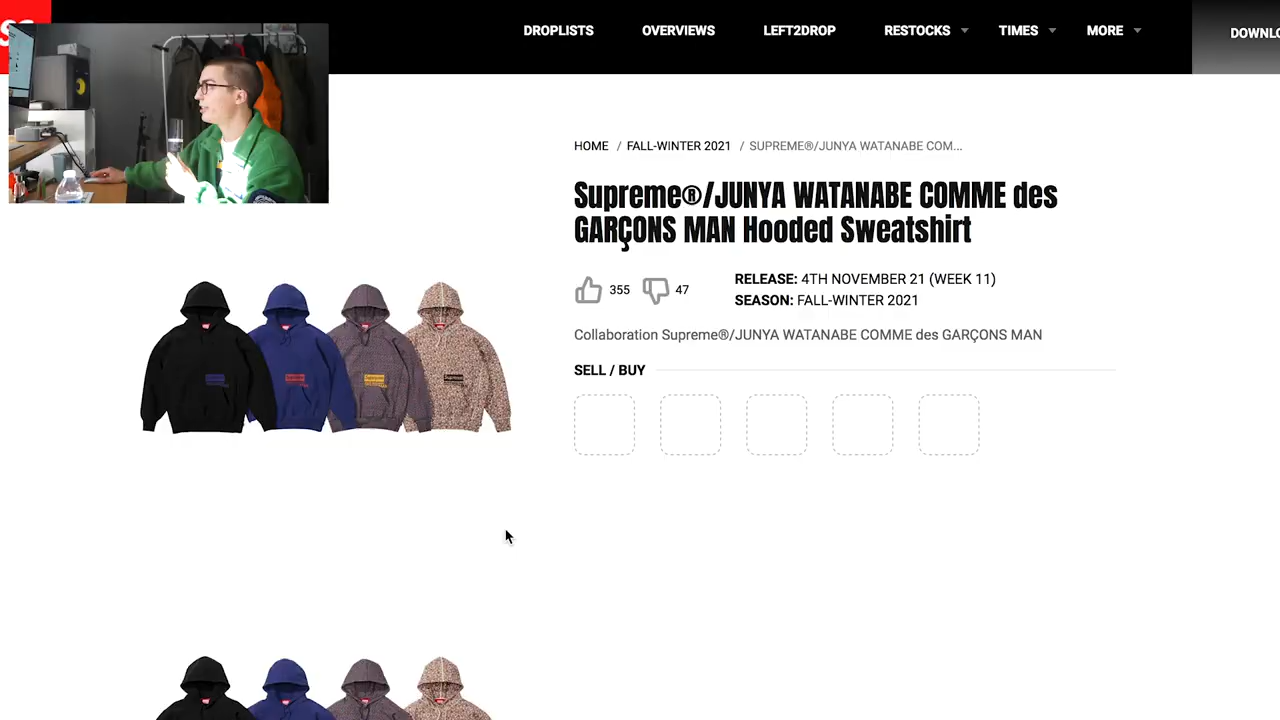 DROPLISTS OVERVIEWS LEFT2DROP RESTOCKS TIMES MORE
HOME / FALL-WINTER 2021 / SUPREME®/JUNYA WATANABE COM...
Supreme®/JUNYA WATANABE COMME des
GARÇONS MAN Hooded Sweatshirt
355 47
RELEASE: 4TH NOVEMBER 21 (WEEK 11)
SEASON: FALL-WINTER 2021
Collaboration Supreme®/JUNYA WATANABE COMME des GARÇONS MAN
SELL / BUY